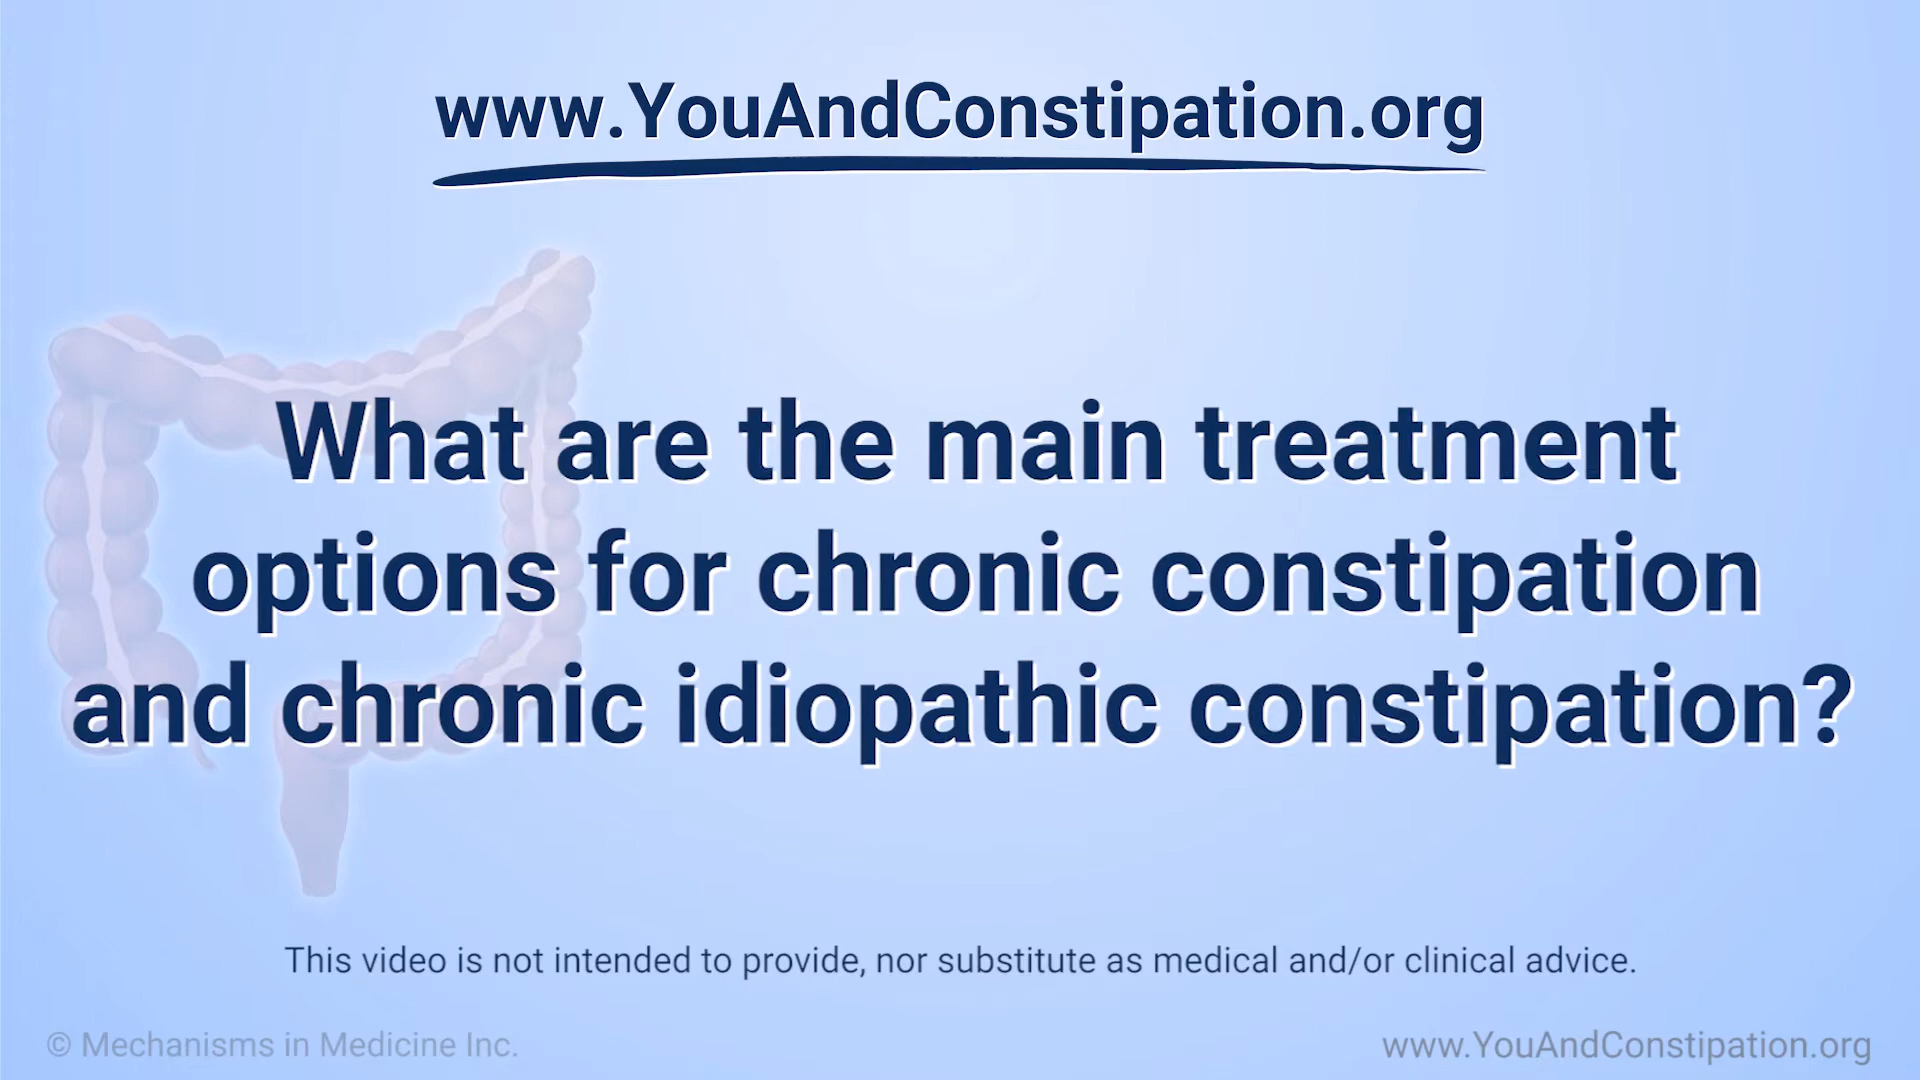 www.YouAndConstipation.org
What are the main treatment
options for chronic constipation
and chronic idiopathic constipation?
This video is not intended to provide, nor substitute as medical and/or clinical advice.
© Mechanisms in Medicine Inc.
www.YouAndConstipation.org